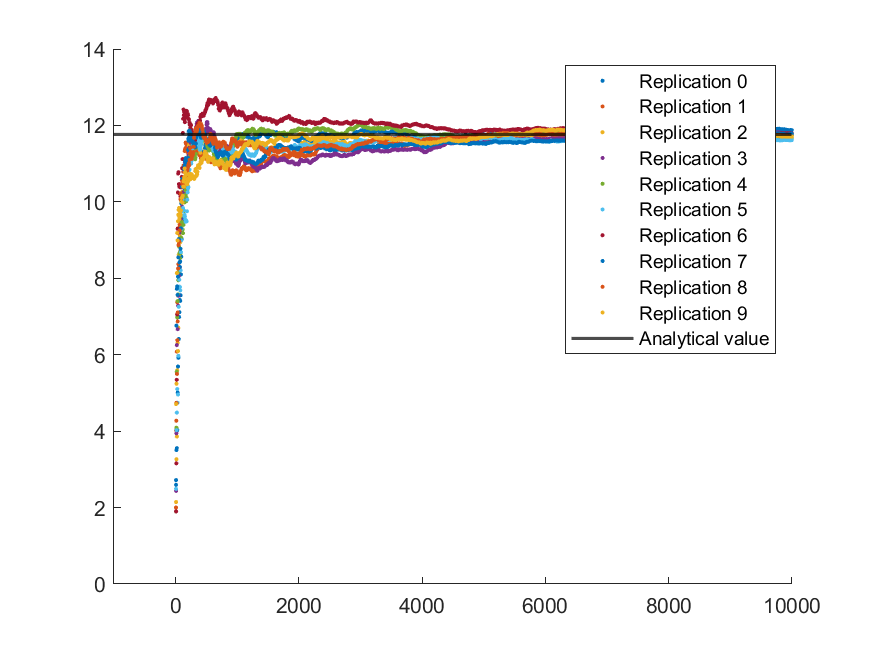 14
12
10
8
6
4
2
0
0 2000 4000 6000 8000 10000
Replication 0
Replication 1
Replication 2
Replication 3
Replication 4
Replication 5
Replication 6
Replication 7
Replication 8
Replication 9
Analytical value